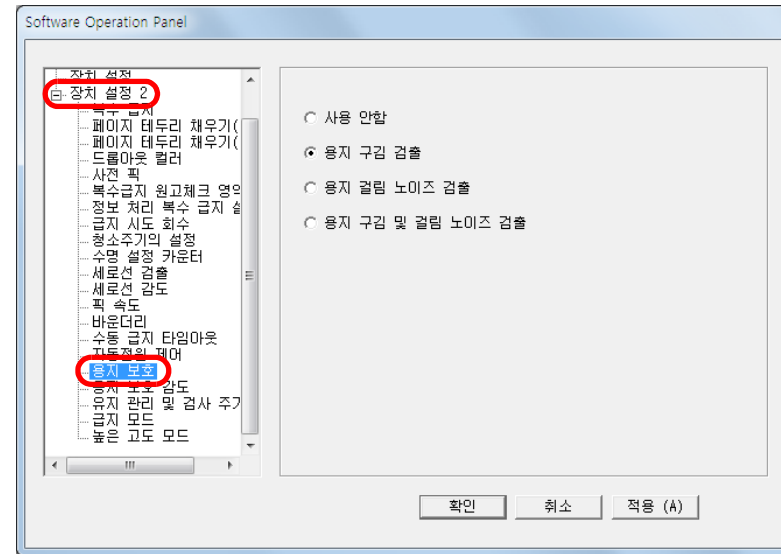 Software Operation Panel
장치 설정
장치 설정 2
복수 급지
페이지 테두리 채우기(
페이지 테두리 채우기(
드롭아웃 컬러
사전 픽
복수급지 원고체크 영역
정보 처리 복수 급지 설
급지 시도 회수
청소주기의 설정
수명 설정 카운터
세로선 검출
세로선 감도
픽 속도
바운더리
수동 급지 타임아웃
자동전원 제어
용지 보호
용지 보호 감도
유지 관리 및 검사 주기
급지 모드
높은 고도 모드
사용 안함
용지 구김 검출
용지 걸림 노이즈 검출
용지 구김 및 걸림 노이즈 검출
확인
취소
적용 (A)